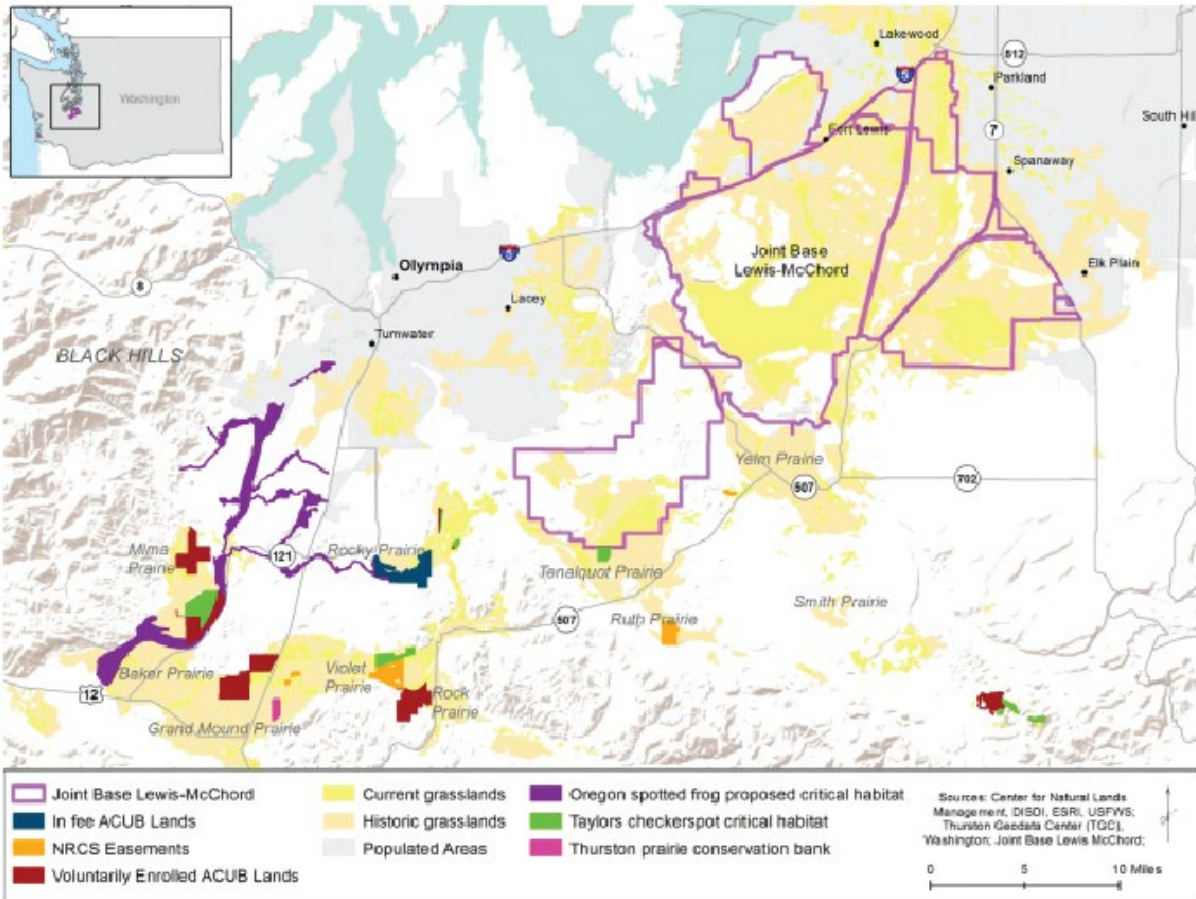 Washington
Lakewood
512
5
Parkland
South Hill
Fort Lewis
7
Spanaway
Joint Base
Lewis-McChord
Olympia
5
Elk Plain
8
Lacey
Tumwater
BLACK HILLS
Yelm Prairie
507
702
Mima
Prairie
121
Rocky Prairie
Tenalquot Prairie
Smith Prairie
507
Ruth Prairie
Baker Prairie
Violet
Prairie
12
Rock
Prairie
Grand Mound Prairie
Joint Base Lewis-McChord
In fee ACUB Lands
NRCS Easements
Voluntarily Enrolled ACUB Lands
Current grasslands
Historic grasslands
Populated Areas
Oregon spotted frog proposed critical habitat
Taylors checkerspot critical habitat
Thurston prairie conservation bank
Sources: Center for Natural Lands
Management, DISDI, ESRI, USFWS;
Thurston Geodata Center (TGC),
Washington; Joint Base Lewis McChord;
0 5 10 Miles